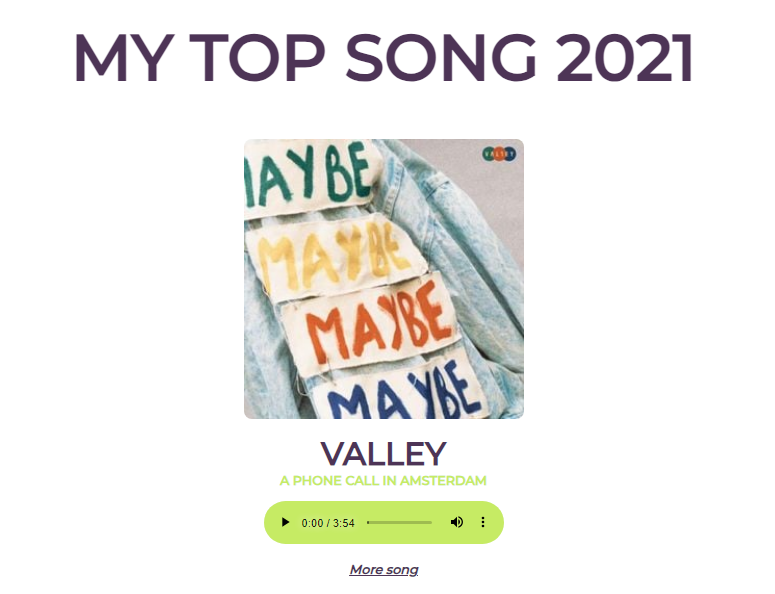 MY TOP SONG 2021
VALLEY
MAYBE
MAYBE
MAYBE
MAYBE
VALLEY
A PHONE CALL IN AMSTERDAM
0:00 / 3:54
More song